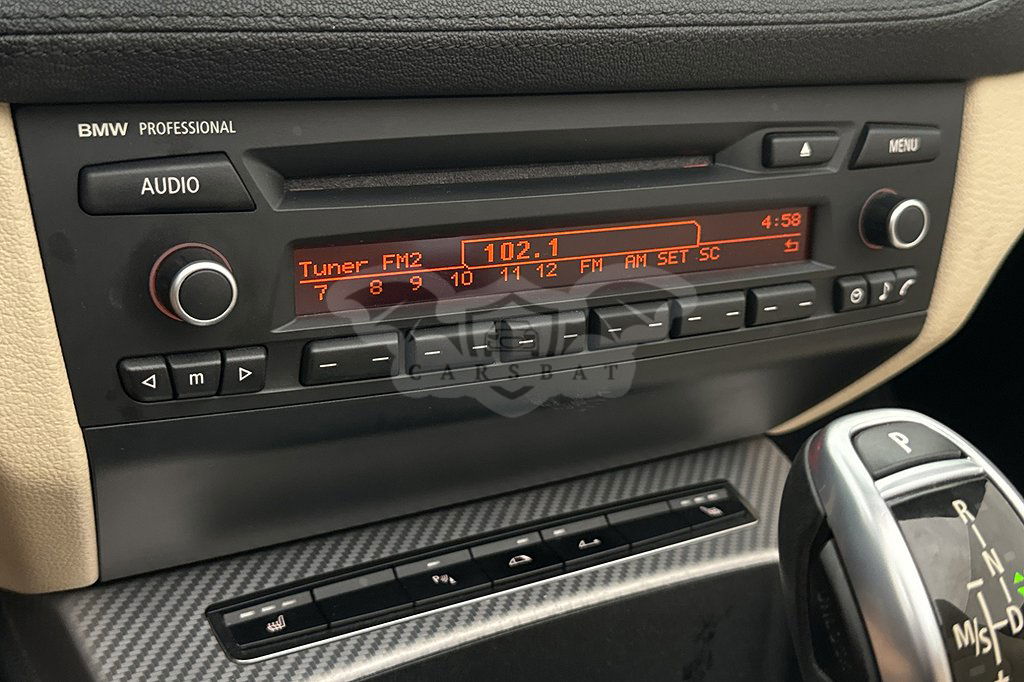 BMW PROFESSIONAL
AUDIO
MENU
4:58
102.1
Tuner FM2
7 8 9 10 11 12 FM AM SET SC
m
CARSBAT
P
R
N
M/S D
+
P